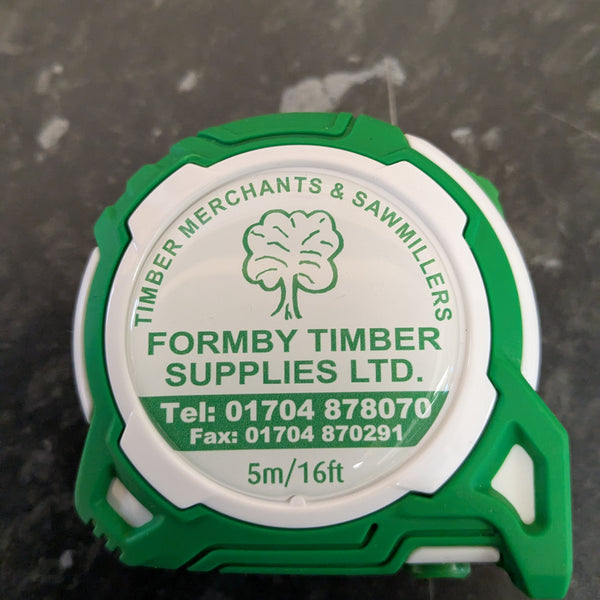 TIMBER MERCHANTS & SAWMILLERS
FORMBY TIMBER
SUPPLIES LTD.
Tel: 01704 878070
Fax: 01704 870291
5m/16ft